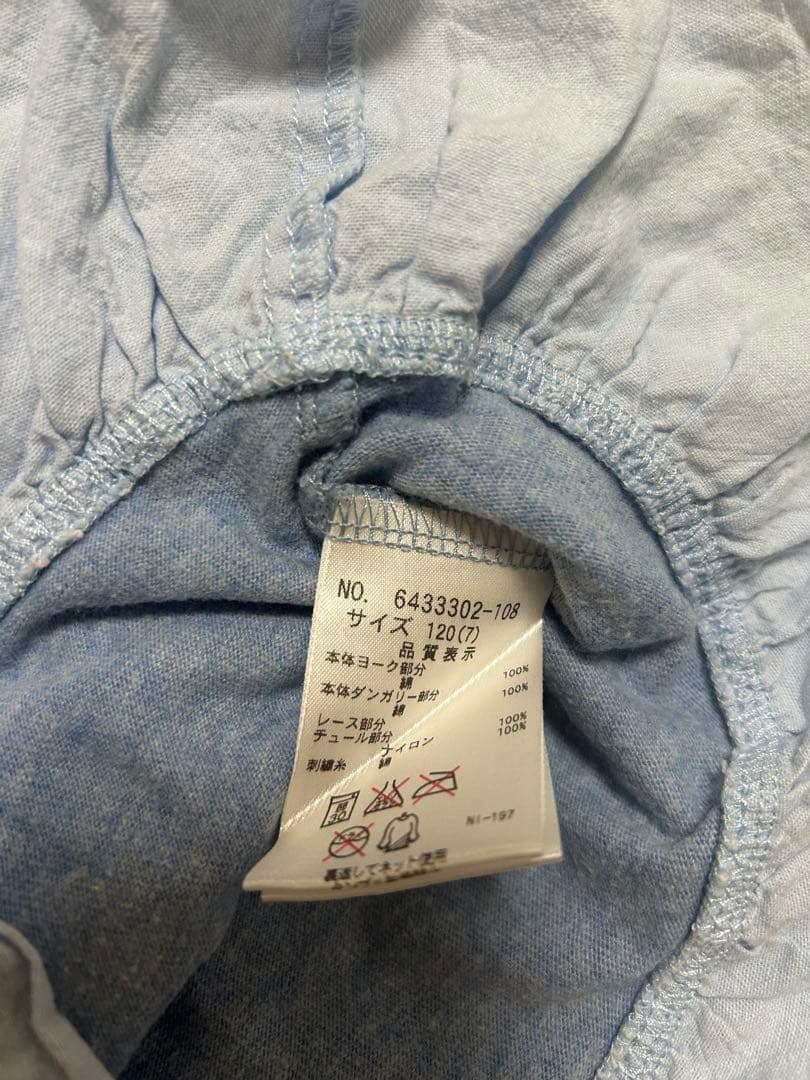 NO. 6433302-108
サイズ 120(7)
品質表示
本体ヨーク部分
綿 100%
本体ダンガリー部分
綿 100%
レース部分 100%
チュール部分 100%
ナイロン
刺繍糸 綿
NI-197
裏返してネット使用